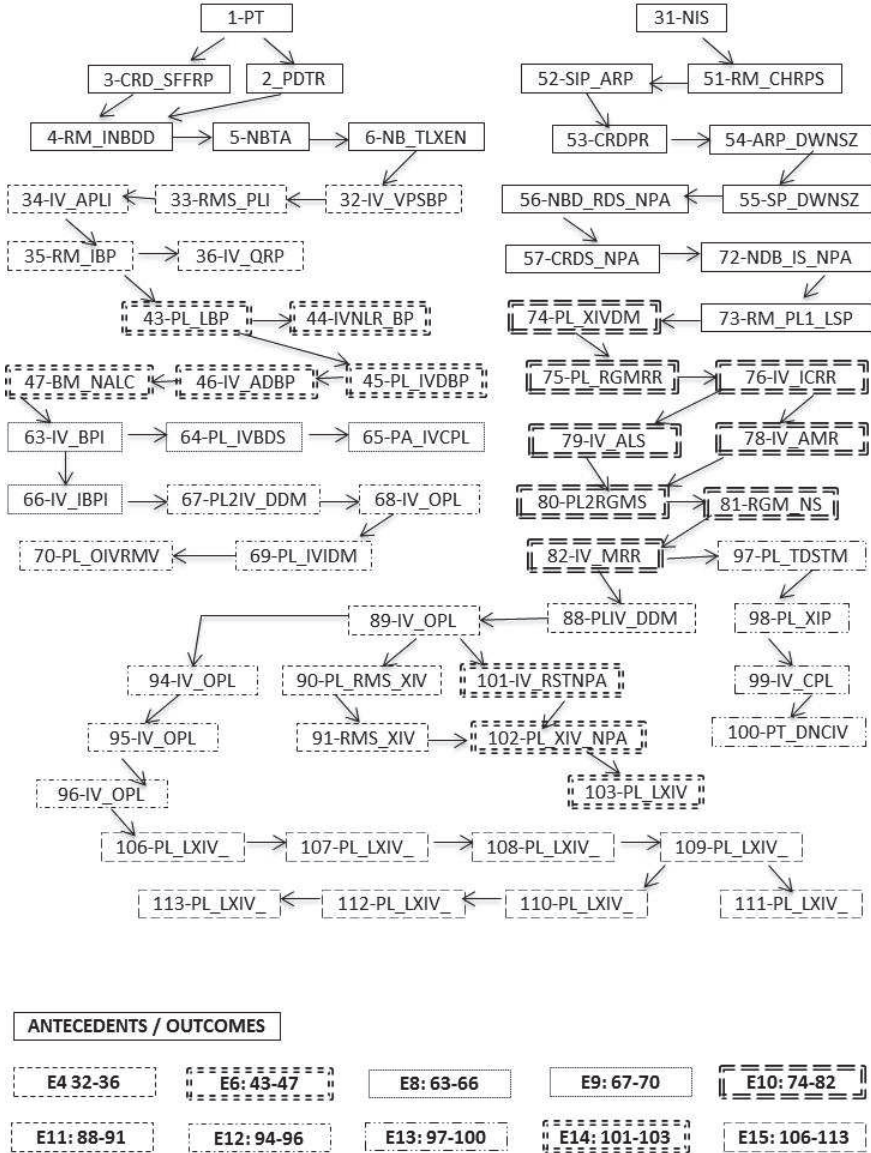 1-PT 31-NIS
3-CRD_SFFRP 2_PDTR 52-SIP_ARP 51-RM_CHRPS
4-RM_INBDD 5-NBTA 6-NB_TLXEN 53-CRDPR 54-ARP_DWNSZ
34-IV_APLI 33-RMS_PLI 32-IV_VPSBP 56-NBD_RDS_NPA 55-SP_DWNSZ
35-RM_IBP 36-IV_QRP 57-CRDS_NPA 72-NDB_IS_NPA
43-PL_LBP 44-IVNLR_BP 74-PL_XIVDM 73-RM_PL1_LSP
47-BM_NALC 46-IV_ADBP 45-PL_IVDBP 75-PL_RGMRR 76-IV_ICRR
63-IV_BPI 64-PL_IVBDS 65-PA_IVCPL 79-IV_ALS 78-IV_AMR
66-IV_IBPI 67-PL2IV_DDM 68-IV_OPL 80-PL2RGMS 81-RGM_NS
70-PL_OIVRMV 69-PL_IVIDM 82-IV_MRR 97-PL_TDSTM
89-IV_OPL 88-PLIV_DDM 98-PL_XIP
94-IV_OPL 90-PL_RMS_XIV 101-IV_RSTNPA 99-IV_CPL
95-IV_OPL 91-RMS_XIV 102-PL_XIV_NPA 100-PT_DNCIV
96-IV_OPL 103-PL_LXIV
106-PL_LXIV_ 107-PL_LXIV_ 108-PL_LXIV_ 109-PL_LXIV_
113-PL_LXIV_ 112-PL_LXIV_ 110-PL_LXIV_ 111-PL_LXIV_
ANTECEDENTS / OUTCOMES
E4 32-36 E6: 43-47 E8: 63-66 E9: 67-70 E10: 74-82
E11: 88-91 E12: 94-96 E13: 97-100 E14: 101-103 E15: 106-113